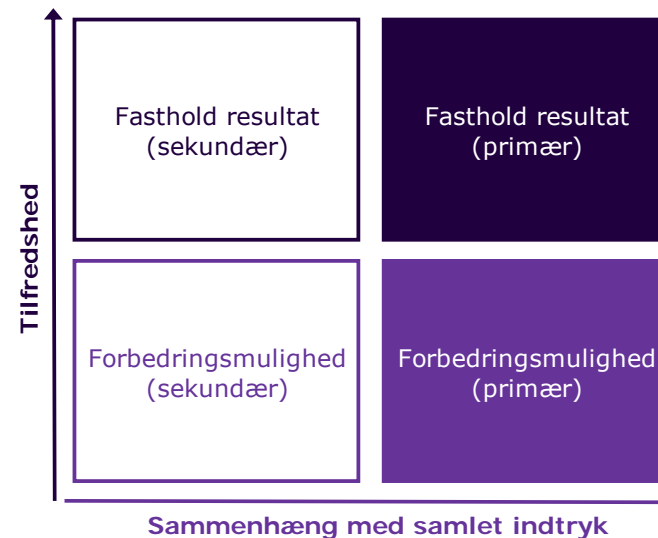 Tilfredshed
Fasthold resultat
(sekundær)
Fasthold resultat
(primær)
Forbedringsmulighed
(sekundær)
Forbedringsmulighed
(primær)
Sammenhæng med samlet indtryk